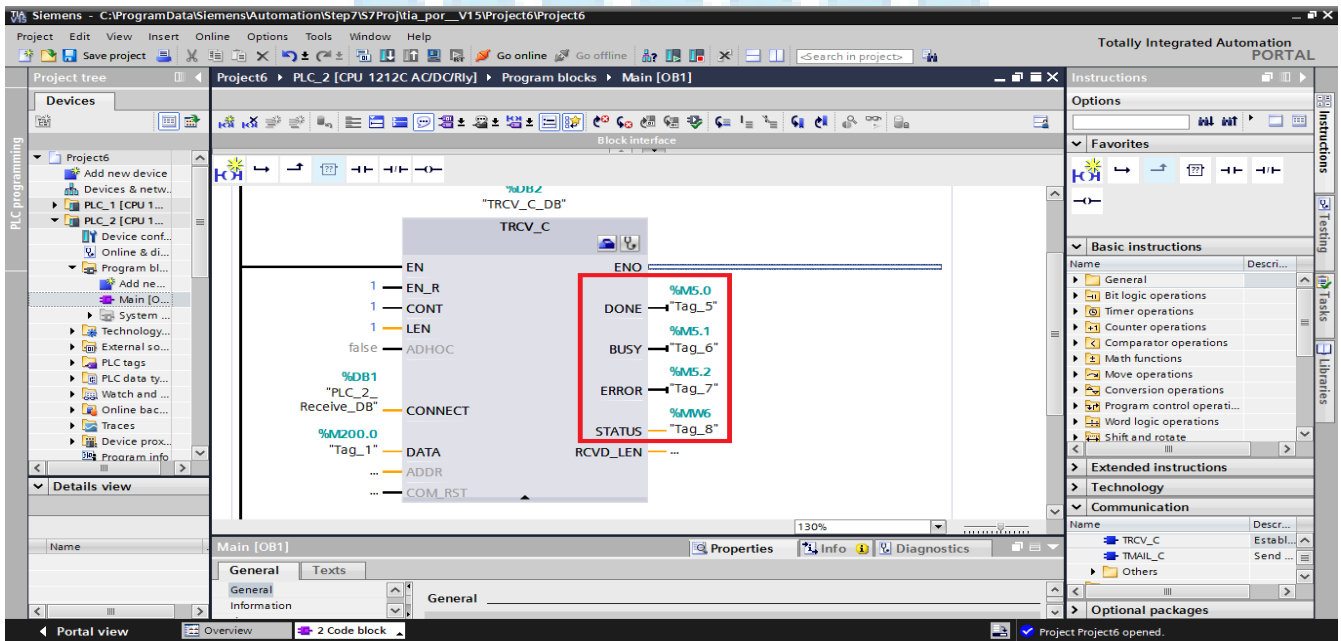 Siemens - C:\ProgramData\Siemens\Automation\Step7\S7Proj\tia_por__V15\Project6\Project6
Project Edit View Insert Online Options Tools Window Help
Totally Integrated Automation
PORTAL
Save project
Go online
Go offline
<Search in project>
Project tree
Project6 PLC_2 [CPU 1212C AC/DC/Rly] Program blocks Main [OB1]
Instructions
Devices
Options
Block interface
PLC programming
Project6
Add new device
Devices & netw..
PLC_1 [CPU 1...
PLC_2 [CPU 1...
Device conf...
Online & di...
Program bl...
Add ne...
Main [O...
System ...
Technology...
External so...
PLC tags
PLC data ty...
Watch and ...
Online bac...
Traces
Device prox...
Program info
Details view
Name
%DB2
"TRCV_C_DB"
TRCV_C
EN ENO
1 EN_R
%M5.0
DONE "Tag_5"
1 CONT
1 LEN
%M5.1
false ADHOC
BUSY "Tag_6"
%DB1
"PLC_2_
Receive_DB" CONNECT
%M5.2
ERROR "Tag_7"
%MW6
STATUS "Tag_8"
%M200.0
"Tag_1" DATA
RCVD_LEN ...
... ADDR
... COM_RST
130%
Main [OB1]
Properties Info Diagnostics
General Texts
General
Information
General
Favorites
Basic instructions
Name Descri...
General
Bit logic operations
Timer operations
Counter operations
Comparator operations
Math functions
Move operations
Conversion operations
Program control operati...
Word logic operations
Shift and rotate
Extended instructions
Technology
Communication
Name Descr...
TRCV_C Establ...
TMAIL_C Send ...
Others
Optional packages
Instructions
Testing
Tasks
Libraries
Portal view
Overview
2 Code block
Project Project6 opened.